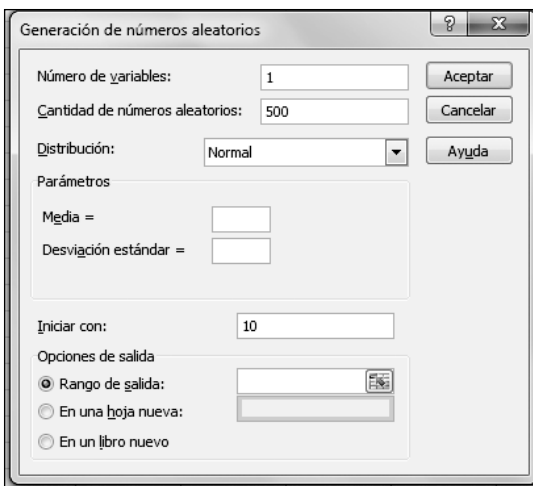 Generación de números aleatorios
Número de variables: 1 Aceptar
Cantidad de números aleatorios: 500 Cancelar
Distribución: Normal Ayuda
Parámetros
Media =
Desviación estándar =
Iniciar con: 10
Opciones de salida
Rango de salida:
En una hoja nueva:
En un libro nuevo